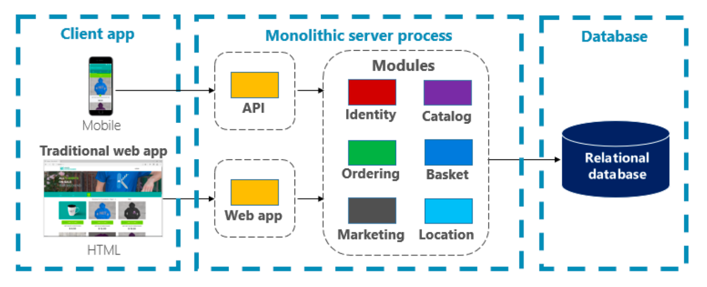 Client app
Mobile
Traditional web app
HTML
Monolithic server process
API
Web app
Modules
Identity
Catalog
Ordering
Basket
Marketing
Location
Database
Relational
database